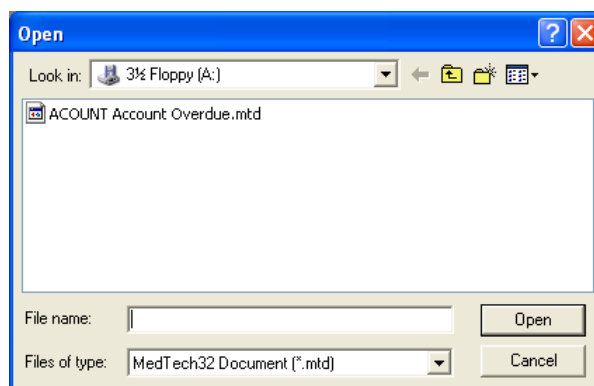 Open
Look in: 3½ Floppy (A:)
ACOUNT Account Overdue.mtd
File name: Open
Files of type: MedTech32 Document (*.mtd) Cancel